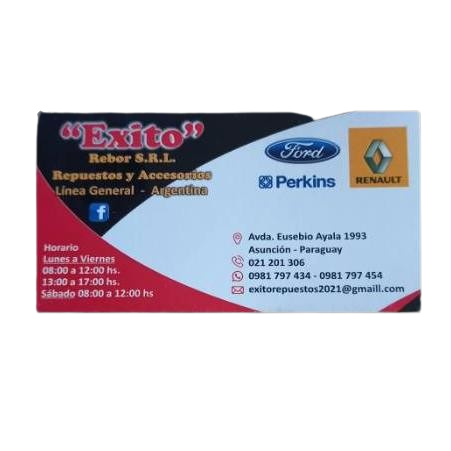 "Exito"
Rebor S.R.L.
Repuestos y Accesorios
Línea General - Argentina
f
Horario
Lunes a Viernes
08:00 a 12:00 hs.
13:00 a 17:00 hs.
Sábado 08:00 a 12:00 hs
Ford
Perkins
RENAULT
Avda. Eusebio Ayala 1993
Asunción - Paraguay
021 201 306
0981 797 434 - 0981 797 454
exitorepuestos2021@gmaill.com